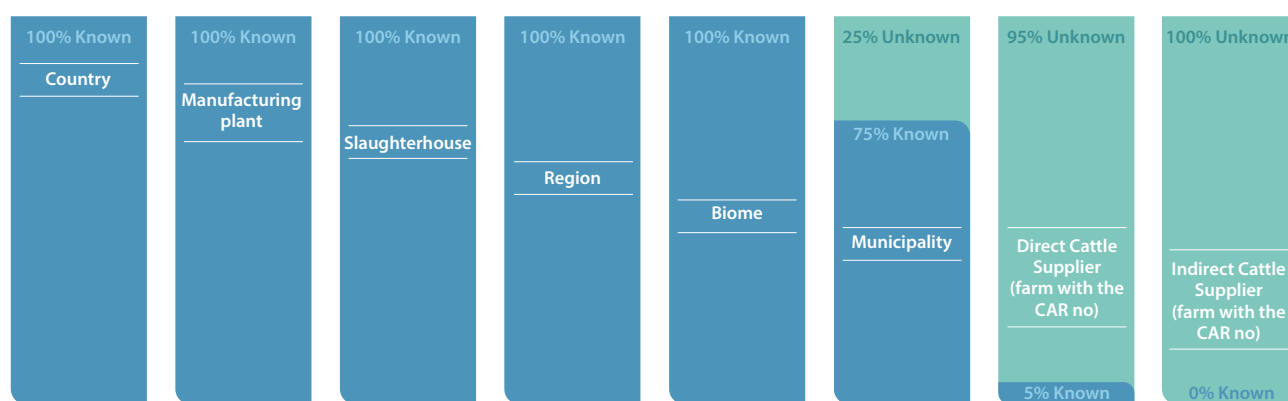 100% Known
Country
100% Known
Manufacturing
plant
100% Known
Slaughterhouse
100% Known
Region
100% Known
Biome
25% Unknown
75% Known
Municipality
95% Unknown
Direct Cattle
Supplier
(farm with the
CAR no)
5% Known
100% Unknown
Indirect Cattle
Supplier
(farm with the
CAR no)
0% Known